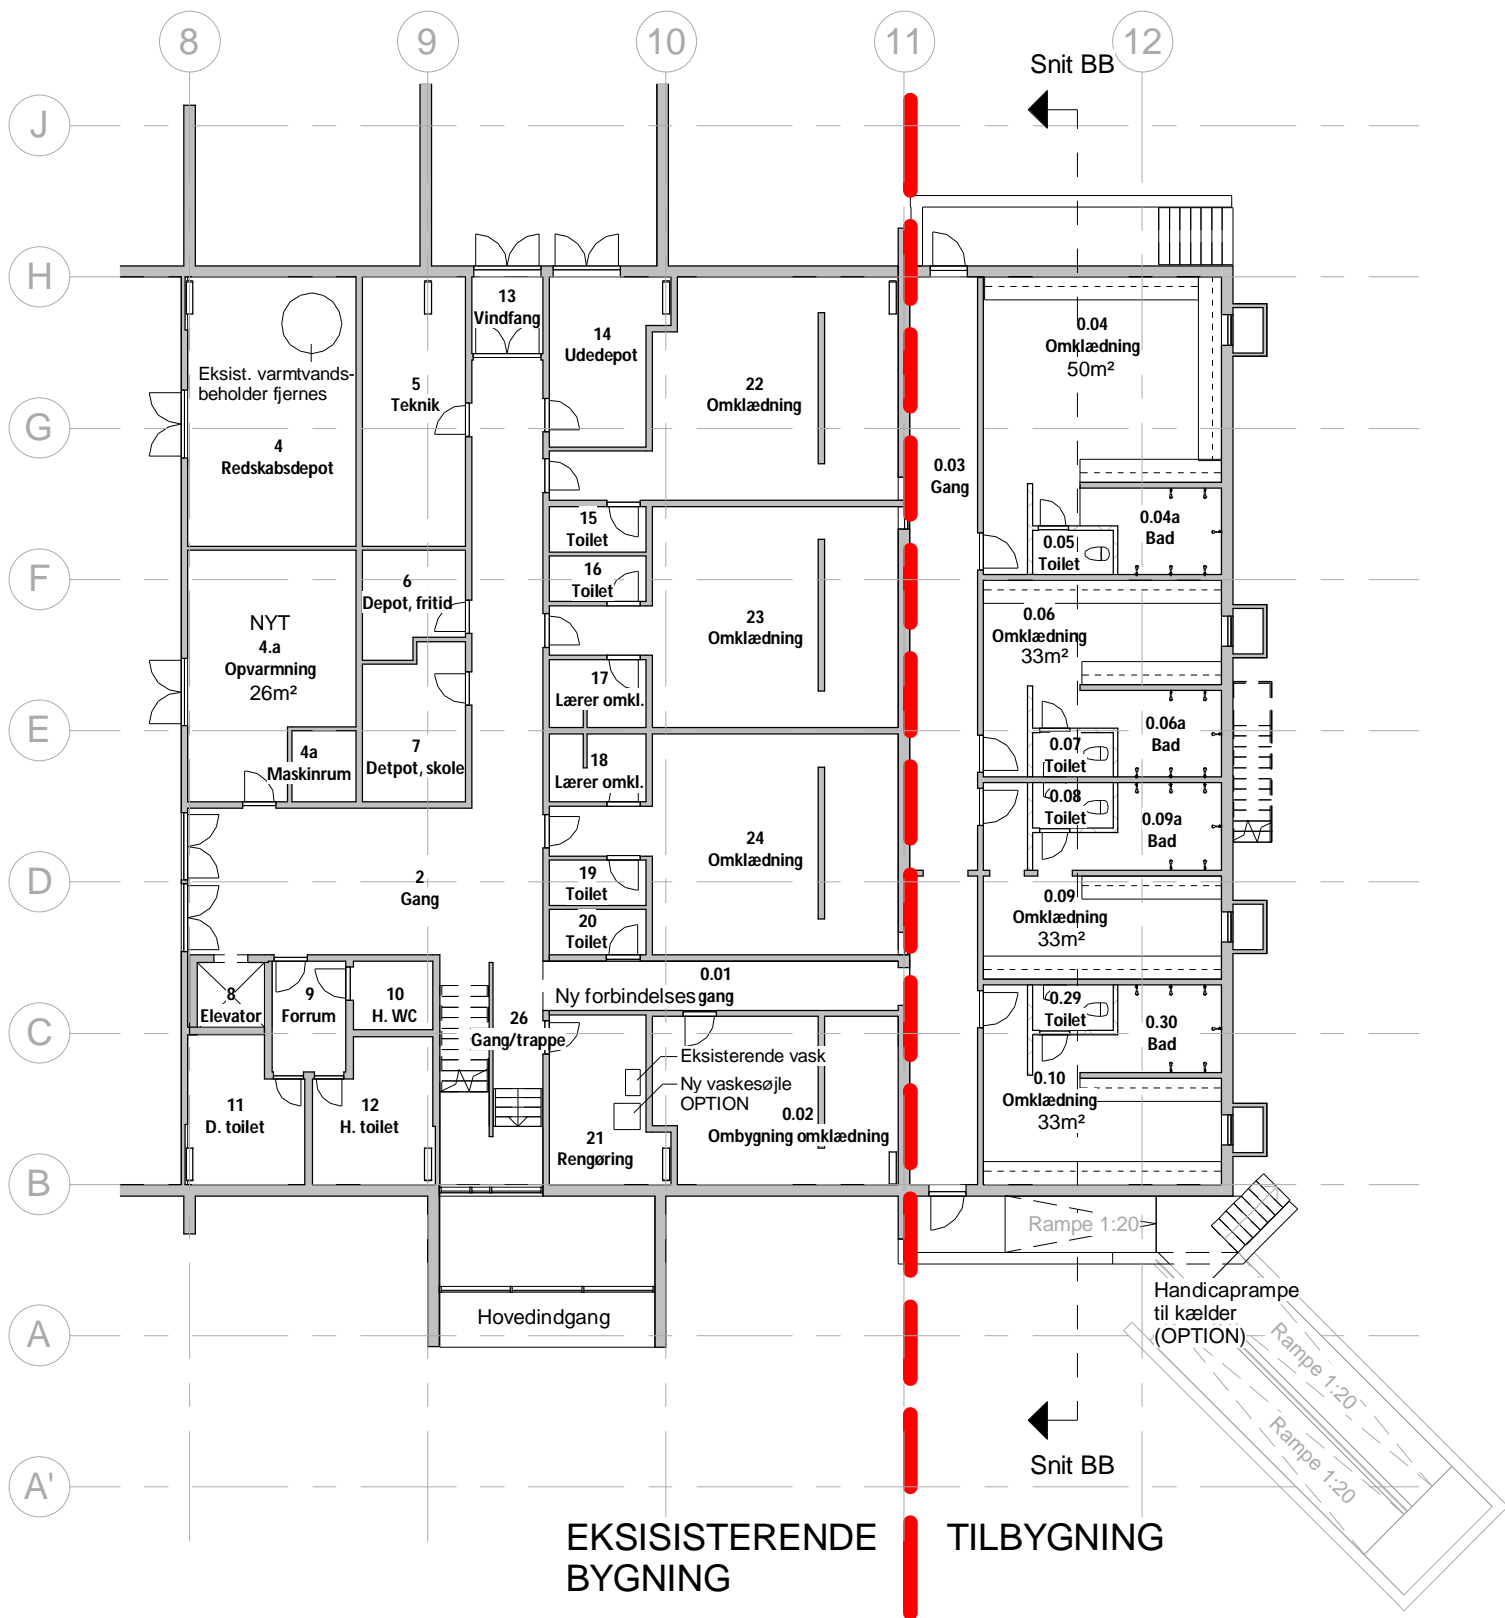 8
9
10
11
12
Snit BB
J
H
G
F
E
D
C
B
A
A'
13
Vindfang
14
Udedepot
Eksist. varmtvands-
beholder fjernes
5
Teknik
4
Redskabsdepot
22
Omklædning
0.04
Omklædning
50m²
0.03
Gang
0.04a
Bad
0.05
Toilet
15
Toilet
16
Toilet
6
Depot, fritid
NYT
4.a
Opvarmning
26m²
23
Omklædning
0.06
Omklædning
33m²
17
Lærer omkl.
18
Lærer omkl.
4a
Maskinrum
7
Detpot, skole
0.06a
Bad
0.07
Toilet
0.08
Toilet
0.09a
Bad
24
Omklædning
2
Gang
19
Toilet
20
Toilet
0.09
Omklædning
33m²
8
Elevator
9
Forrum
10
H. WC
26
Gang/trappe
0.01
Ny forbindelses gang
0.29
Toilet
0.30
Bad
Eksisterende vask
Ny vaskesøjle
OPTION
11
D. toilet
12
H. toilet
21
Rengøring
0.02
Ombygning omklædning
0.10
Omklædning
33m²
Rampe 1:20
Hovedindgang
Handicaprampe
til kælder
(OPTION)
Rampe 1:20
Rampe 1:20
Snit BB
EKSISISTERENDE
BYGNING
TILBYGNING